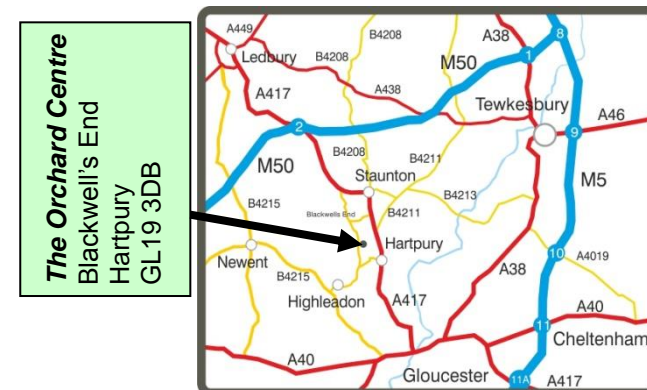 The Orchard Centre
Blackwell's End
Hartpury
GL19 3DB
A449
Ledbury
B4208
B4208
A38
8
M50
1
A417
A438
Tewkesbury
A46
2
9
M50
B4208
B4211
Staunton
M5
B4215
B4213
Blackwells End
B4211
Hartpury
10
A4019
Newent
B4215
A38
Highleadon
A417
A40
11
Cheltenham
A40
Gloucester
11A
A417